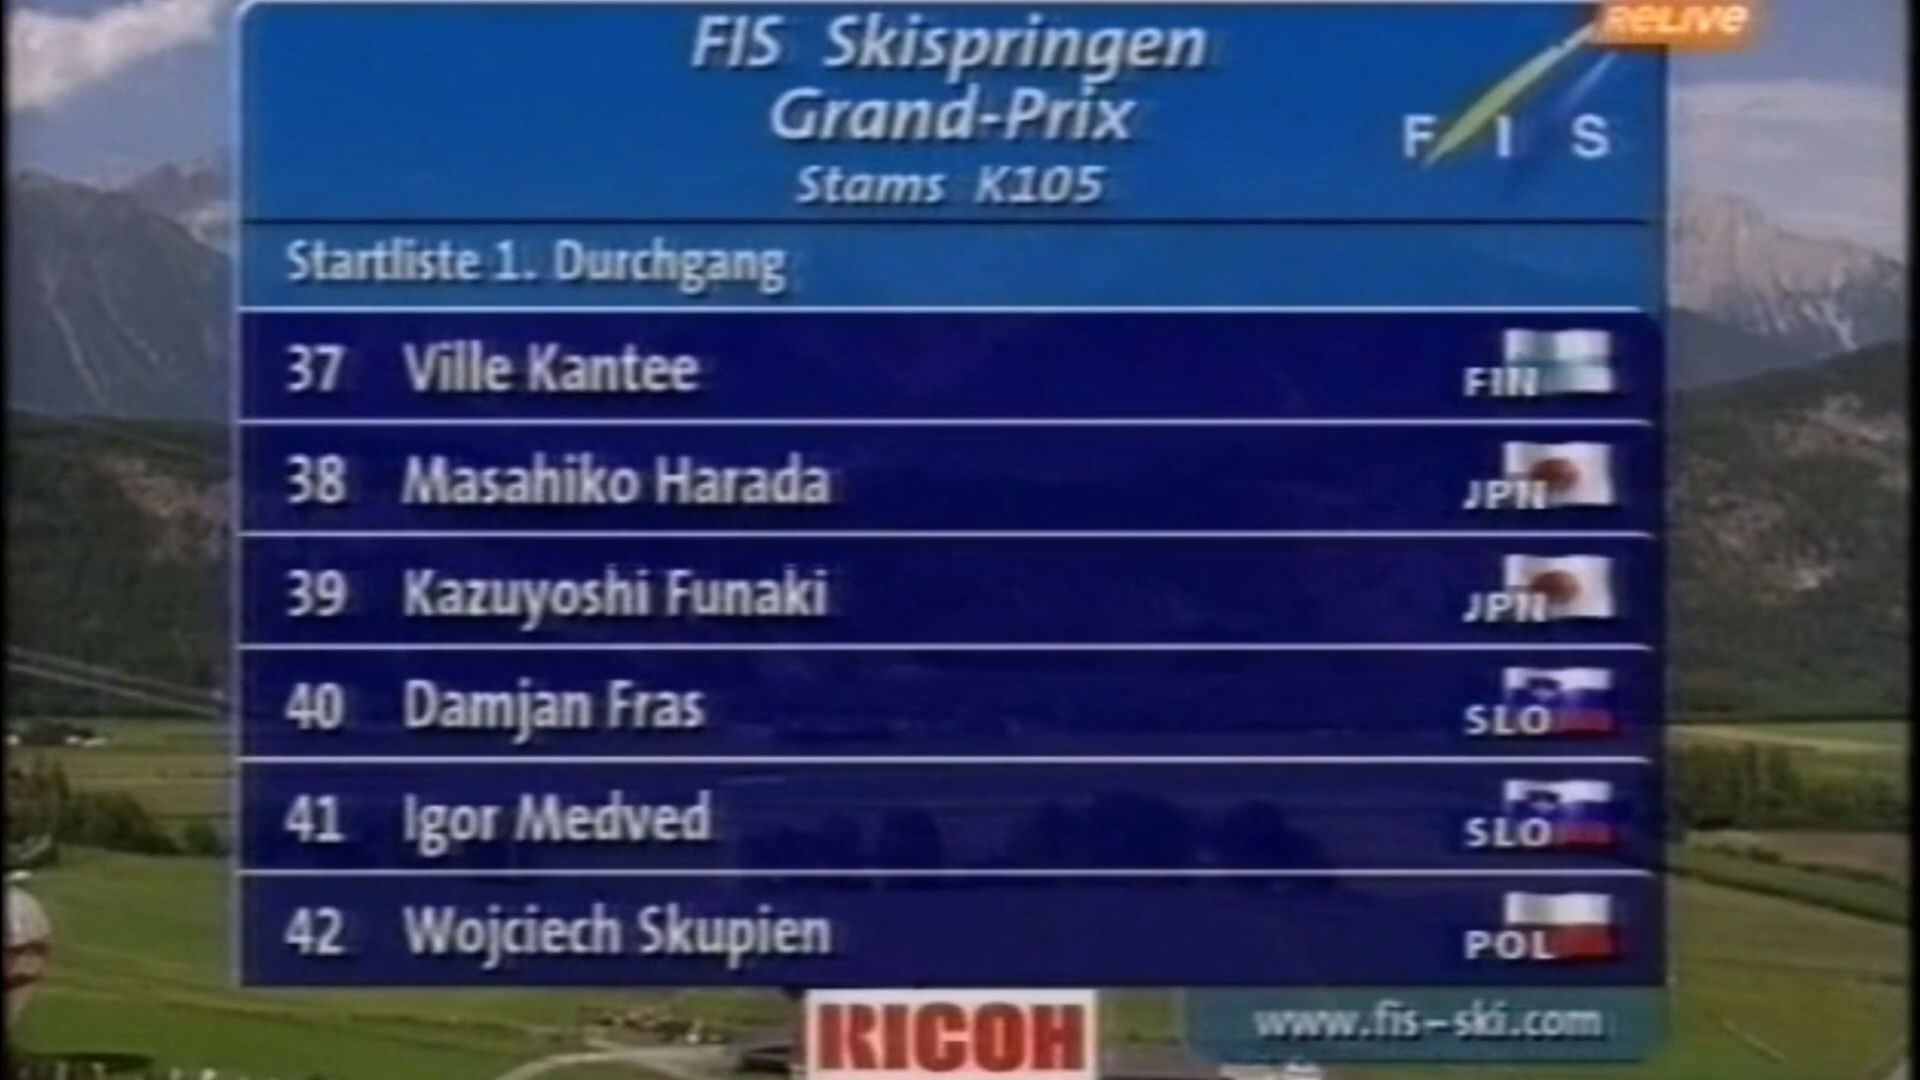 RELIVE
FIS Skispringen
Grand-Prix
Stams K105
F I S
Startliste 1. Durchgang
37 Ville Kantee FIN
38 Masahiko Harada JPN
39 Kazuyoshi Funaki JPN
40 Damjan Fras SLO
41 Igor Medved SLO
42 Wojciech Skupien POL
RICOH
www.fis-ski.com